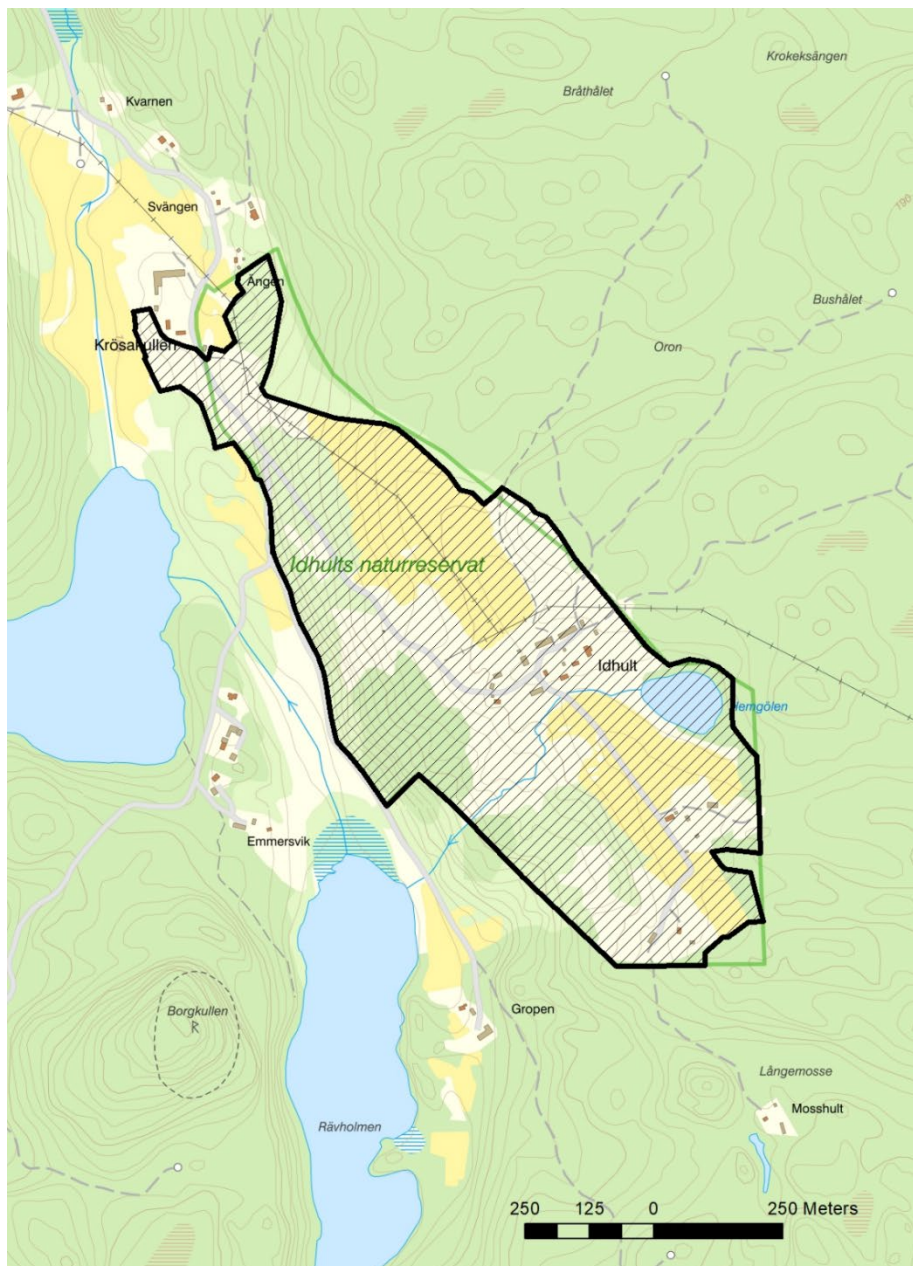 Krokeksängen
Bråthålet
Kvarnen
190
Svängen
Ängen
Bushålet
Krösakullen
Oron
Idhults naturreservat
Idhult
Hemgölen
Emmersvik
Borgkullen
R
Gropen
Långemosse
Mosshult
Rävholmen
250 125 0 250 Meters